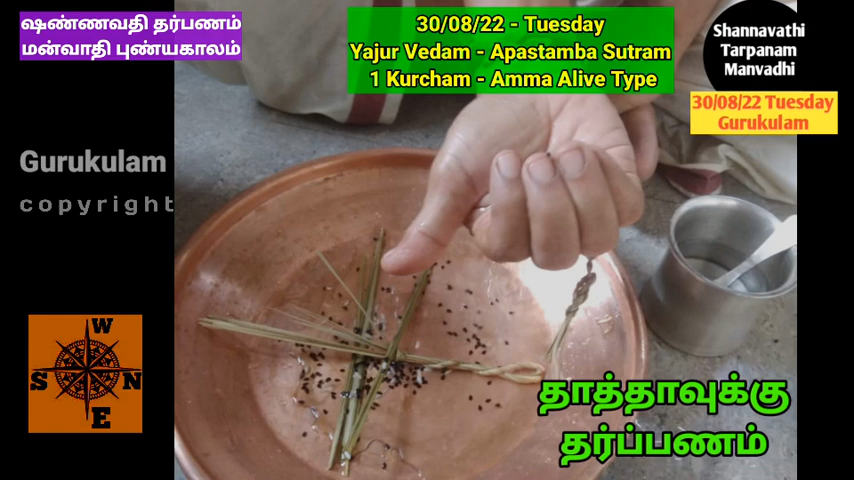 ஷண்ணவதி தர்பணம்
மன்வாதி புண்யகாலம்
30/08/22 - Tuesday
Yajur Vedam - Apastamba Sutram
1 Kurcham - Amma Alive Type
Shannavathi
Tarpanam
Manvadhi
30/08/22 Tuesday
Gurukulam
Gurukulam
copyright
W
S N
E
தாத்தாவுக்கு
தர்ப்பணம்